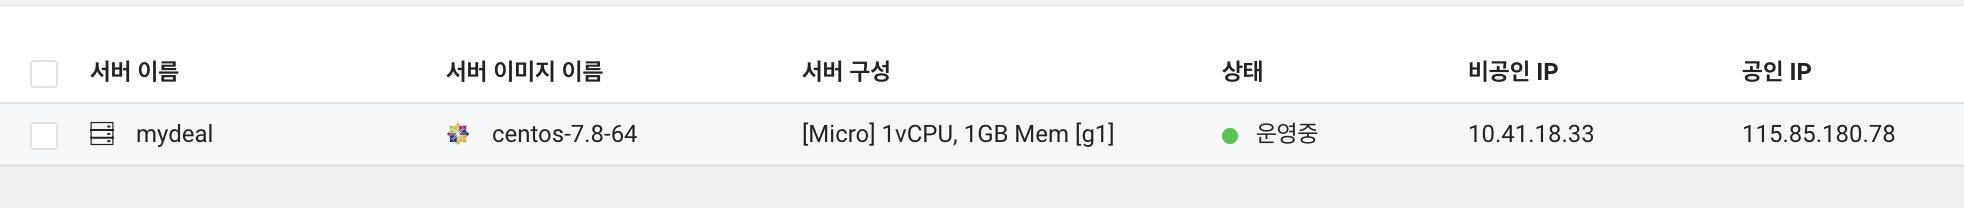 서버 이름 서버 이미지 이름 서버 구성 상태 비공인 IP 공인 IP
mydeal centos-7.8-64 [Micro] 1vCPU, 1GB Mem [g1] 운영중 10.41.18.33 115.85.180.78